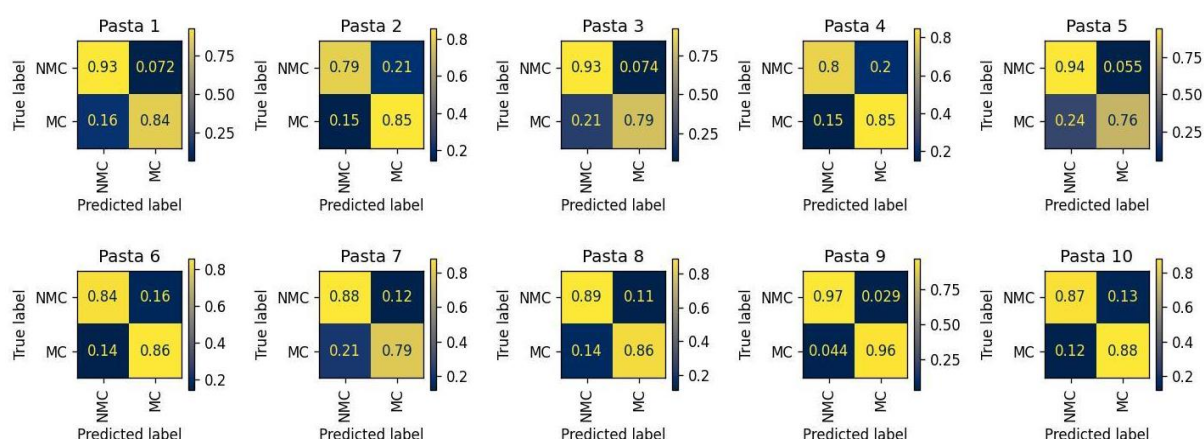 Pasta 1
Pasta 2
Pasta 3
Pasta 4
Pasta 5
True label
NMC
MC
0.93
0.072
0.16
0.84
0.75
0.50
0.25
NMC
MC
Predicted label
True label
NMC
MC
0.79
0.21
0.15
0.85
0.8
0.6
0.4
0.2
NMC
MC
Predicted label
True label
NMC
MC
0.93
0.074
0.21
0.79
0.75
0.50
0.25
NMC
MC
Predicted label
True label
NMC
MC
0.8
0.2
0.15
0.85
0.8
0.6
0.4
0.2
NMC
MC
Predicted label
True label
NMC
MC
0.94
0.055
0.24
0.76
0.75
0.50
0.25
NMC
MC
Predicted label
Pasta 6
Pasta 7
Pasta 8
Pasta 9
Pasta 10
True label
NMC
MC
0.84
0.16
0.14
0.86
0.8
0.6
0.4
0.2
NMC
MC
Predicted label
True label
NMC
MC
0.88
0.12
0.21
0.79
0.8
0.6
0.4
0.2
NMC
MC
Predicted label
True label
NMC
MC
0.89
0.11
0.14
0.86
0.8
0.6
0.4
0.2
NMC
MC
Predicted label
True label
NMC
MC
0.97
0.029
0.044
0.96
0.75
0.50
0.25
NMC
MC
Predicted label
True label
NMC
MC
0.87
0.13
0.12
0.88
0.8
0.6
0.4
0.2
NMC
MC
Predicted label